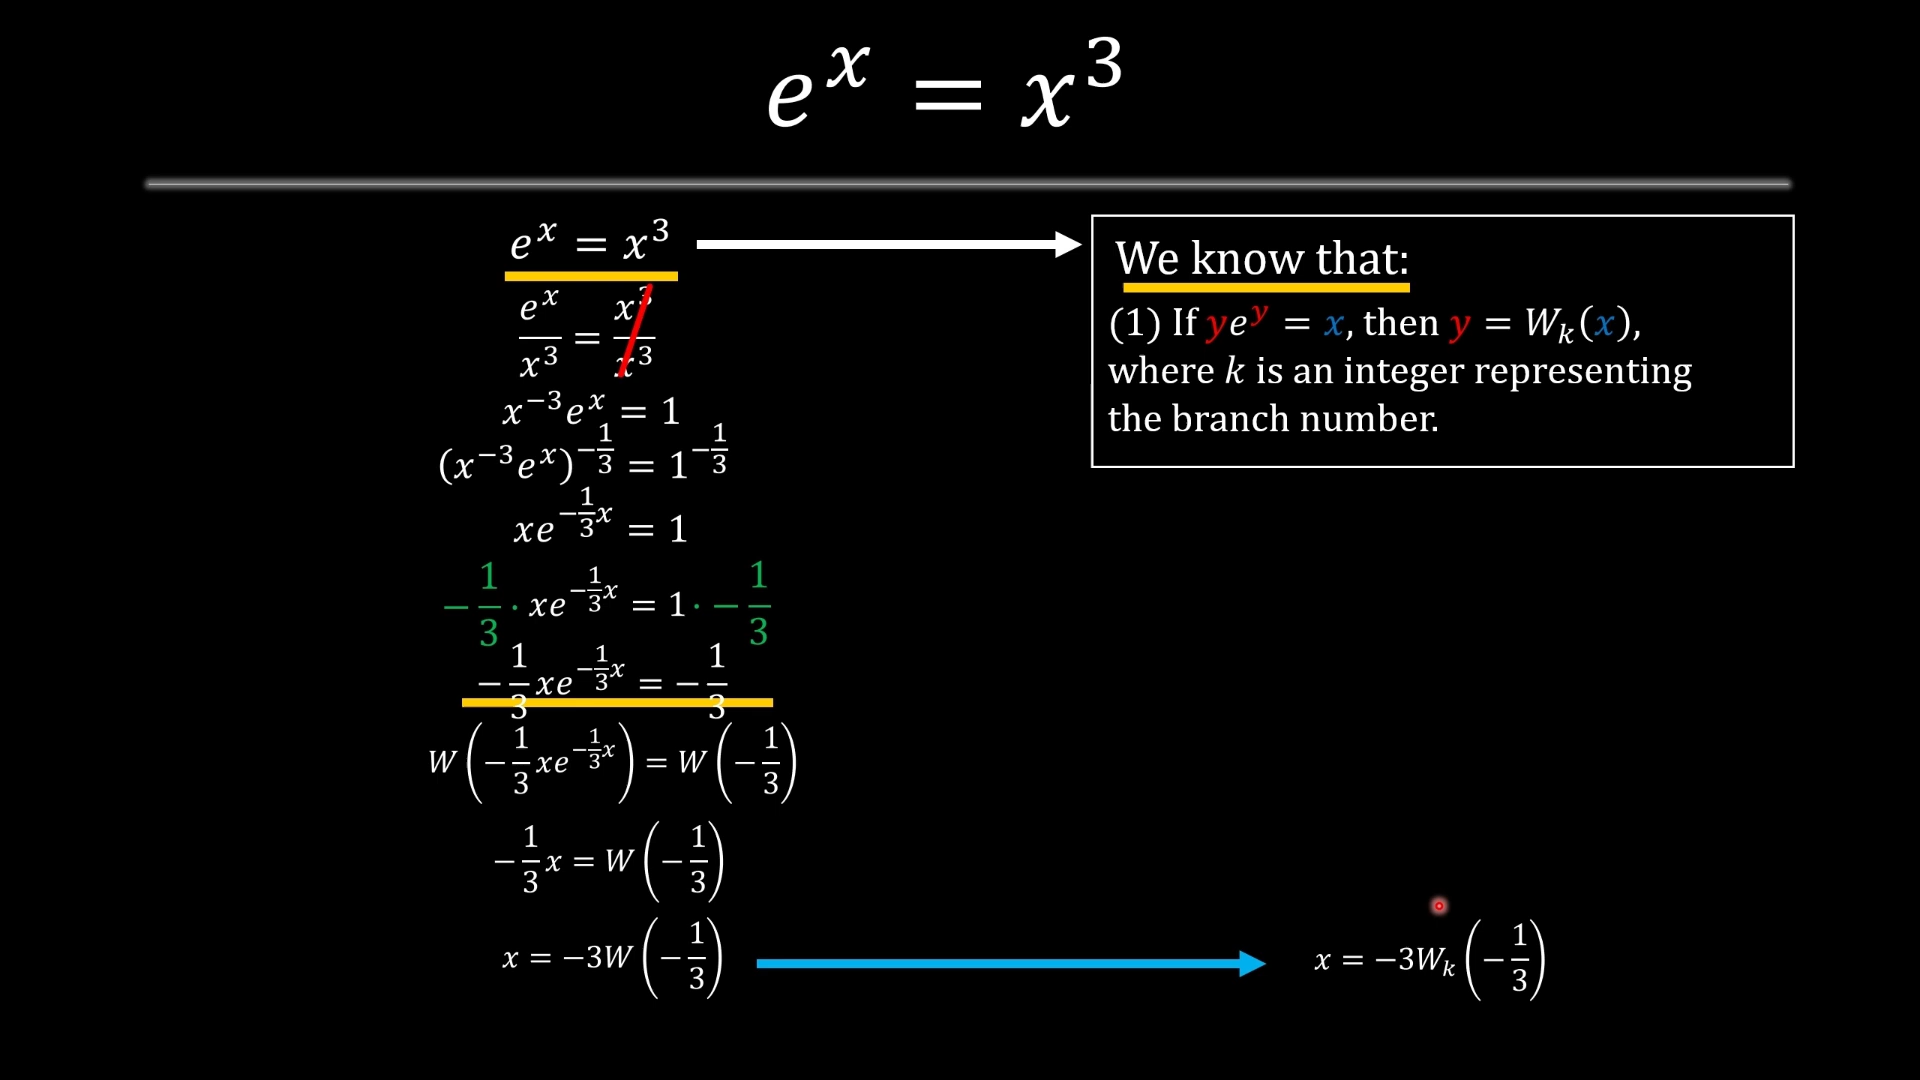 e^x = x^3
e^x = x^3
e^x/x^3 = x^3/x^3
x^{-3}e^x = 1
(x^{-3}e^x)^{-1/3} = 1^{-1/3}
xe^{-1/3 x} = 1
-1/3 · xe^{-1/3 x} = 1 · -1/3
-1/3 xe^{-1/3 x} = -1/3
W(-1/3 xe^{-1/3 x}) = W(-1/3)
-1/3 x = W(-1/3)
x = -3W(-1/3)
We know that:
(1) If ye^y = x, then y = W_k(x),
where k is an integer representing
the branch number.
x = -3W_k(-1/3)